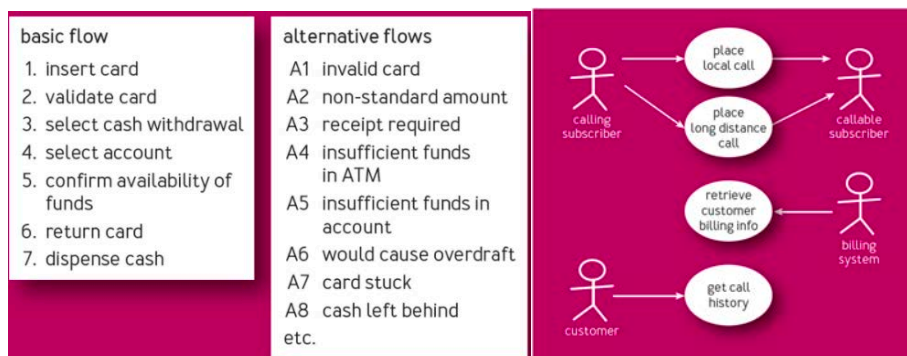 basic flow
1. insert card
2. validate card
3. select cash withdrawal
4. select account
5. confirm availability of
funds
6. return card
7. dispense cash
alternative flows
A1 invalid card
A2 non-standard amount
A3 receipt required
A4 insufficient funds
in ATM
A5 insufficient funds in
account
A6 would cause overdraft
A7 card stuck
A8 cash left behind
etc.
place
local call
calling
subscriber
callable
subscriber
place
long distance
call
retrieve
customer
billing info
billing
system
get call
history
customer